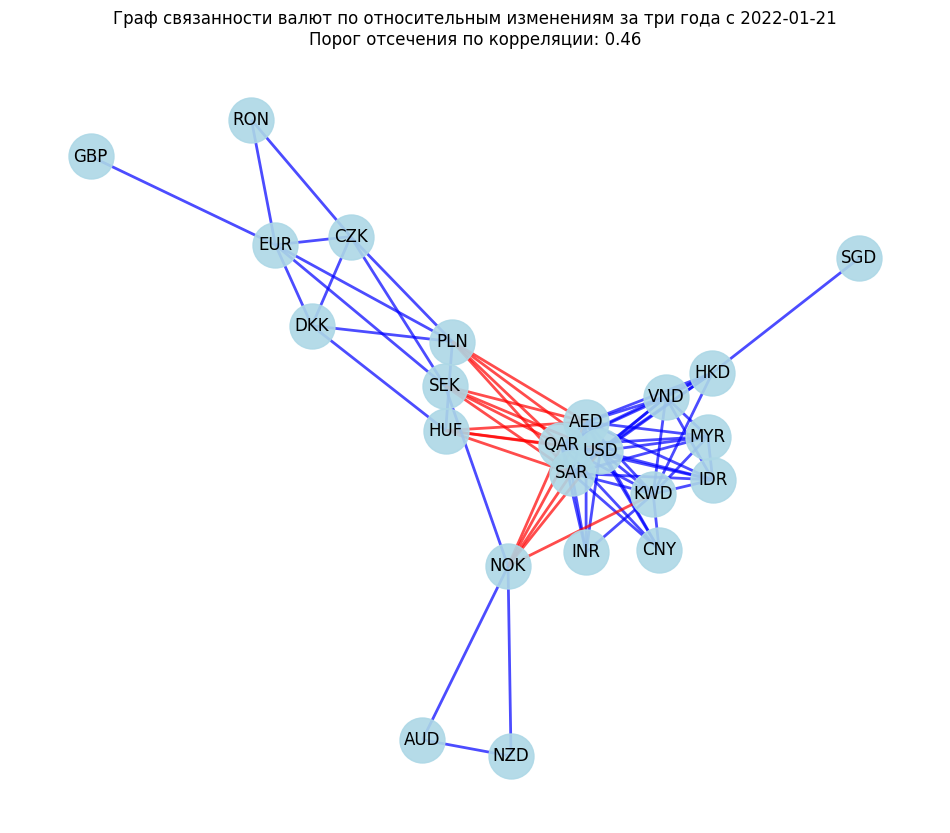 Граф связанности валют по относительным изменениям за три года с 2022-01-21
Порог отсечения по корреляции: 0.46
RON
GBP
CZK
EUR
SGD
DKK
PLN
HKD
SEK
VND
AED
HUF
MYR
QAR
USD
SAR
IDR
KWD
CNY
INR
NOK
AUD
NZD